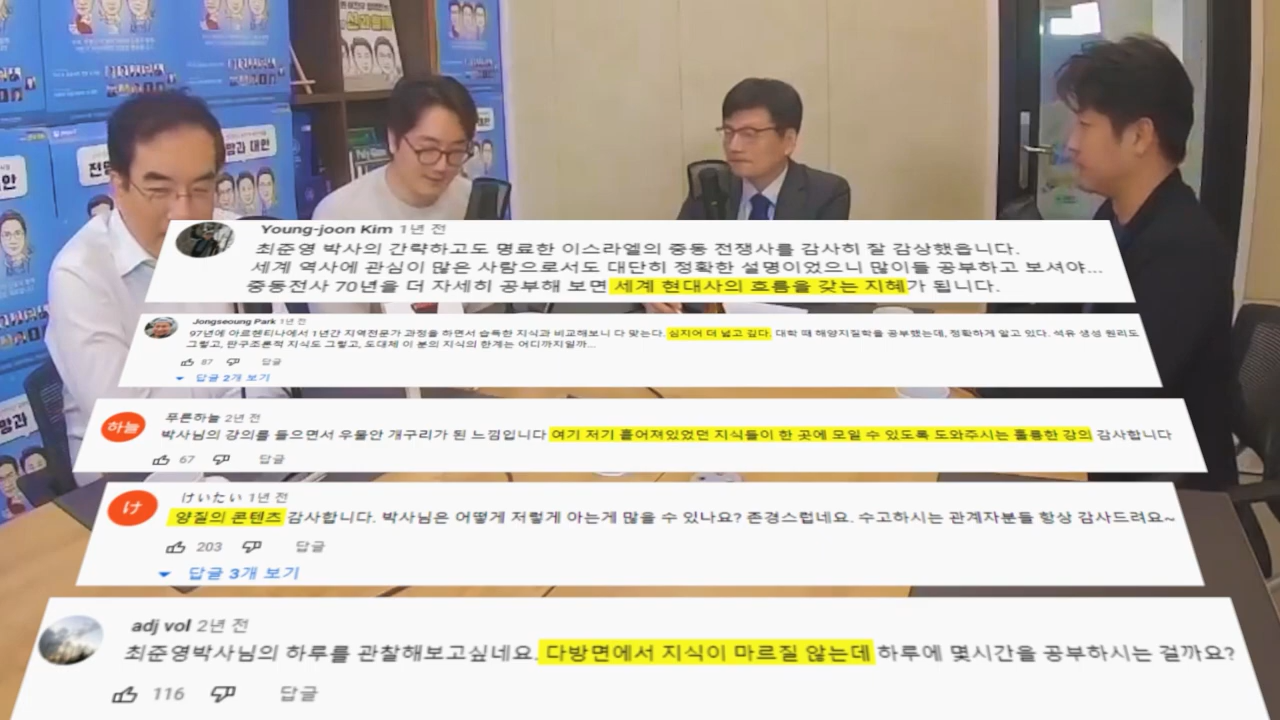 전망과 대안
Young-joon Kim 1년 전
최준영 박사의 간략하고도 명료한 이스라엘의 중동 전쟁사를 감사히 잘 감상했읍니다.
세계 역사에 관심이 많은 사람으로서도 대단히 정확한 설명이었으니 많이들 공부하고 보셔야...
중동전사 70년을 더 자세히 공부해 보면 세계 현대사의 흐름을 갖는 지혜가 됩니다.
Jongseoung Park 1년 전
97년에 아르헨티나에서 1년간 지역전문가 과정을 하면서 습득한 지식과 비교해보니 다 맞는다. 심지어 더 넓고 깊다. 대학 때 해양지질학을 공부했는데, 정확하게 알고 있다. 석유 생성 원리도
그렇고, 판구조론적 지식도 그렇고, 도대체 이 분의 지식의 한계는 어디까지일까...
87 답글
답글 2개 보기
하늘
푸른하늘 2년 전
박사님의 강의를 들으면서 우물안 개구리가 된 느낌입니다 여기 저기 흩어져있었던 지식들이 한 곳에 모일 수 있도록 도와주시는 훌륭한 강의 감사합니다
67 답글
け
けいたい 1년 전
양질의 콘텐츠 감사합니다. 박사님은 어떻게 저렇게 아는게 많을 수 있나요? 존경스럽네요. 수고하시는 관계자분들 항상 감사드려요~
203 답글
답글 3개 보기
adj vol 2년 전
최준영박사님의 하루를 관찰해보고싶네요. 다방면에서 지식이 마르질 않는데 하루에 몇시간을 공부하시는 걸까요?
116 답글